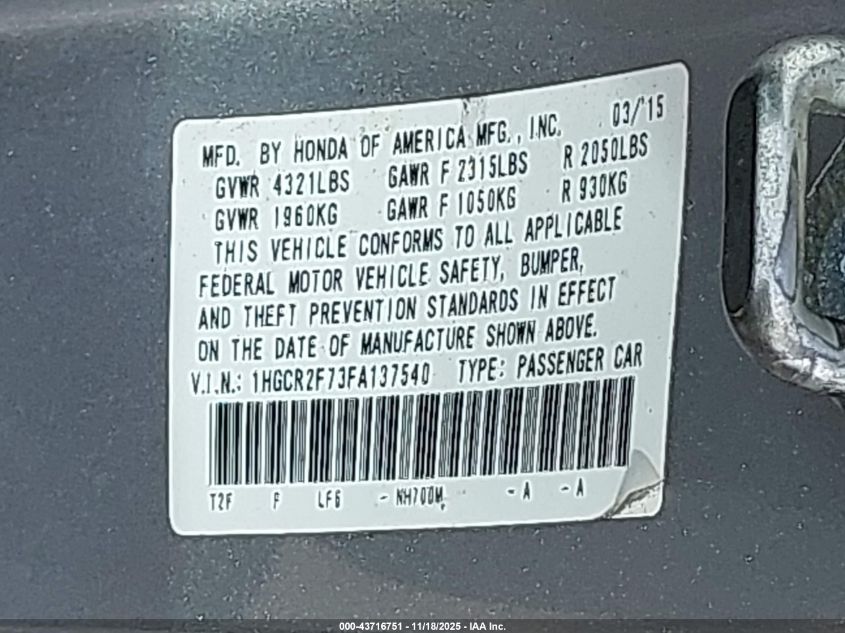 MFD. BY HONDA OF AMERICA MFG., INC. 03/'15
GVWR 4321LBS GAWR F 2315LBS R 2050LBS
GVWR 1960KG GAWR F 1050KG R 930KG
THIS VEHICLE CONFORMS TO ALL APPLICABLE
FEDERAL MOTOR VEHICLE SAFETY, BUMPER,
AND THEFT PREVENTION STANDARDS IN EFFECT
ON THE DATE OF MANUFACTURE SHOWN ABOVE.
V.I.N.: 1HGCR2F73FA137540 TYPE: PASSENGER CAR
T2F F LF6 - NH700M - A - A
000-43716751 - 11/18/2025 - IAA Inc.